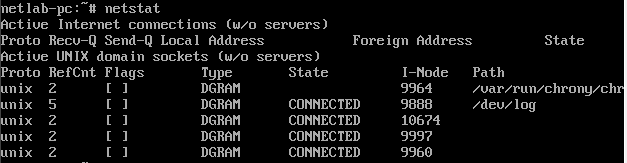 netlab-pc:~# netstat
Active Internet connections (w/o servers)
Proto Recv-Q Send-Q Local Address           Foreign Address         State
Active UNIX domain sockets (w/o servers)
Proto RefCnt Flags       Type       State         I-Node Path
unix  2      [ ]         DGRAM                      9964 /var/run/chrony/chr
unix  5      [ ]         DGRAM      CONNECTED       9888 /dev/log
unix  2      [ ]         DGRAM      CONNECTED      10674
unix  2      [ ]         DGRAM      CONNECTED       9997
unix  2      [ ]         DGRAM      CONNECTED       9960
netlab-pc:~#